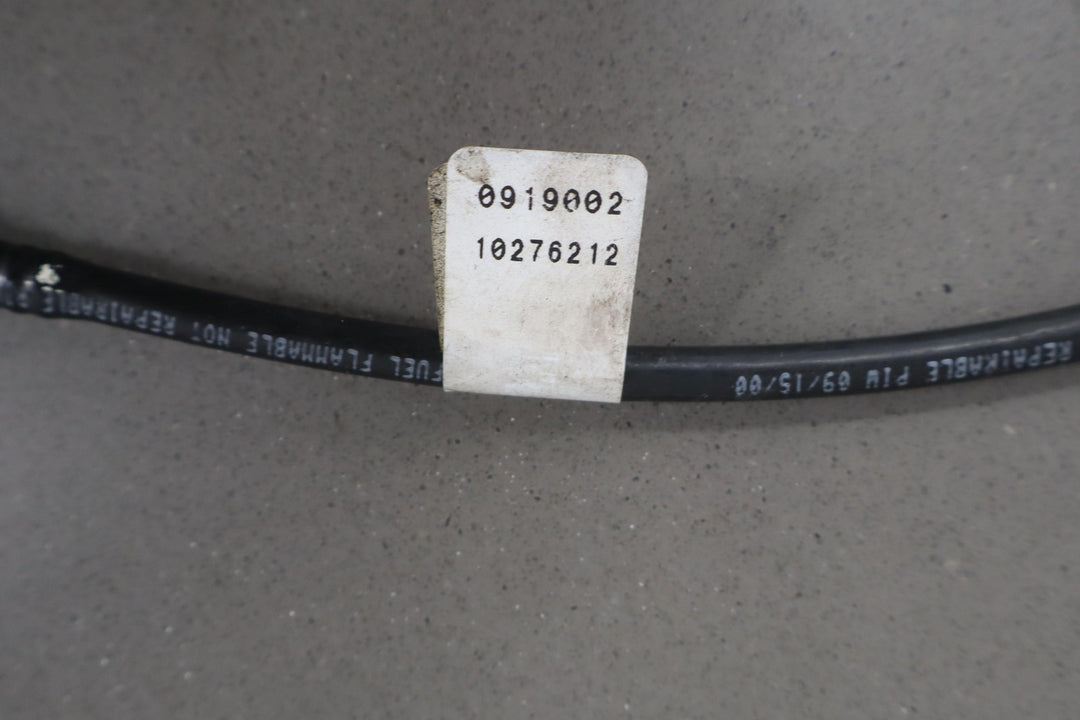 0919002
10276212
FUEL FLAMMABLE NOT REPAIRABLE
REPAIRABLE PIW 09/15/00